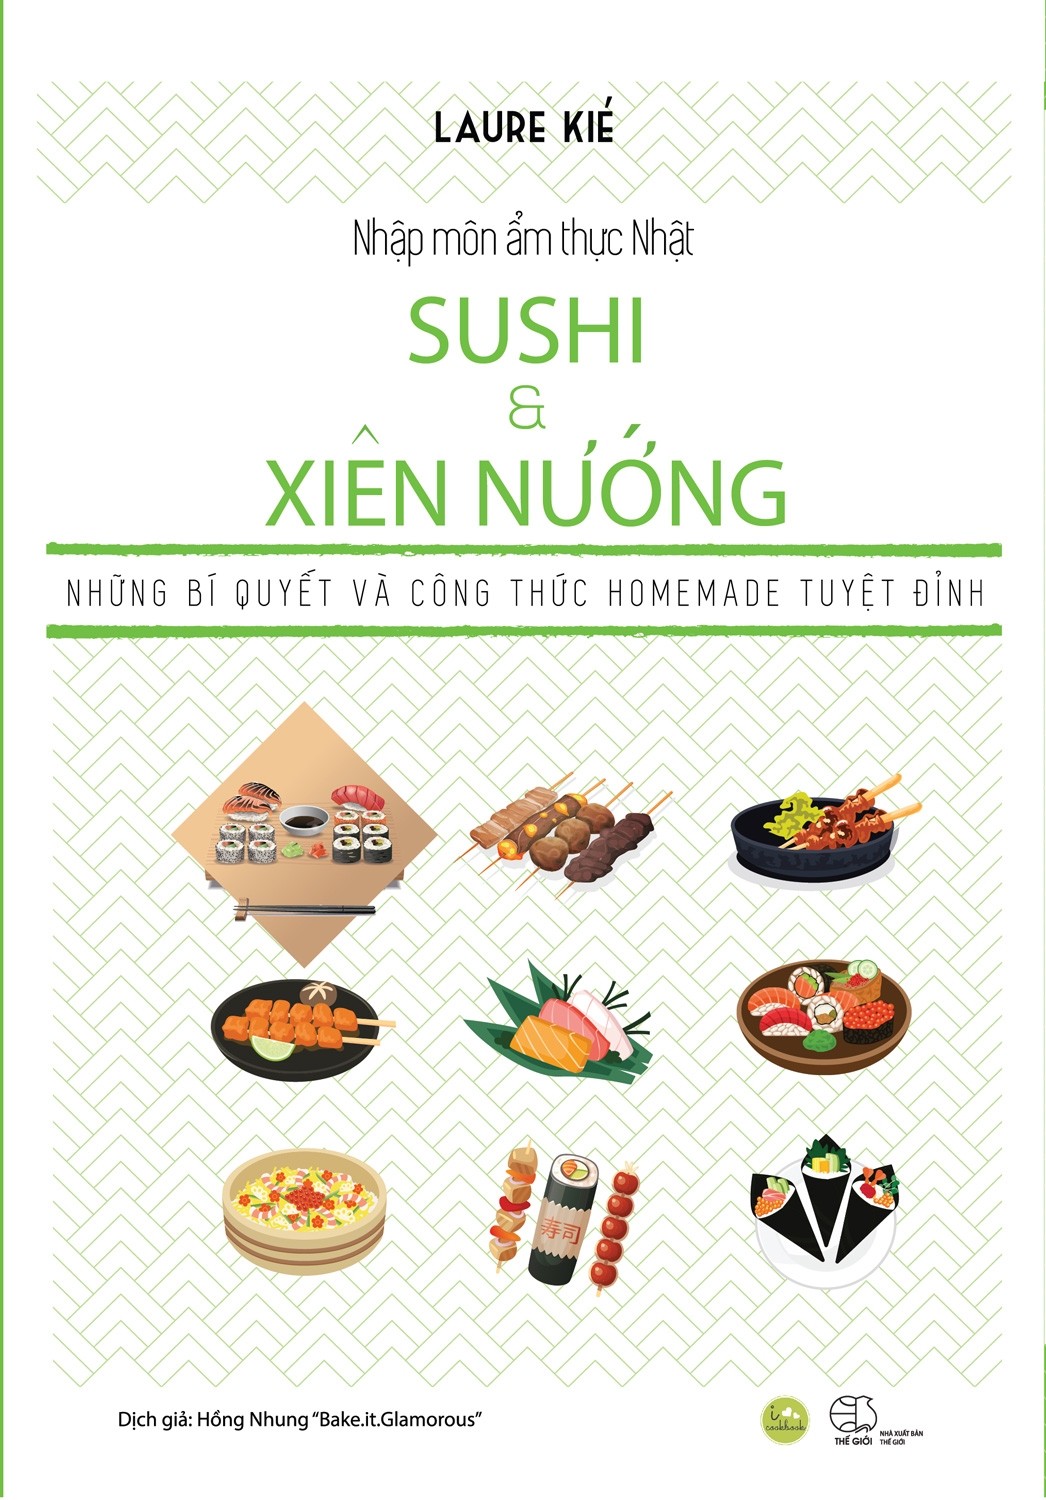 LAURE KIÉ
Nhập môn ẩm thực Nhật
SUSHI
&
XIÊN NƯỚNG
NHỮNG BÍ QUYẾT VÀ CÔNG THỨC HOMEMADE TUYỆT ĐỈNH
寿司
Dịch giả: Hồng Nhung “Bake.it.Glamorous”
i
cookbook
THẾ GIỚI
NHÀ XUẤT BẢN
THẾ GIỚI